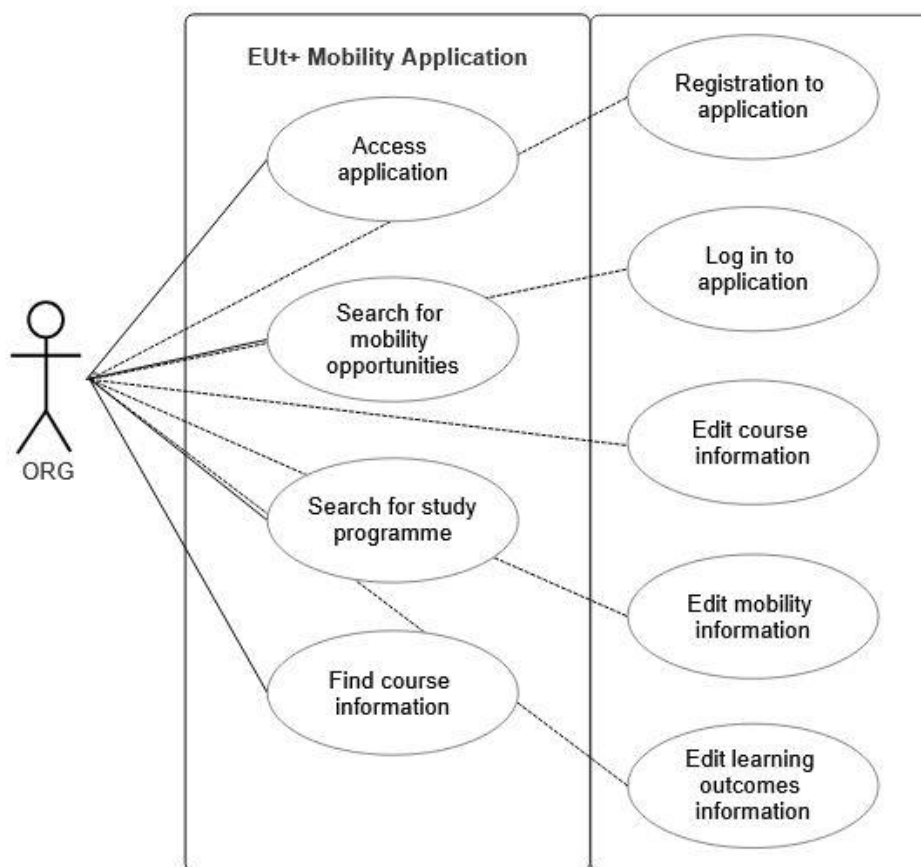 EUt+ Mobility Application
Access
application
Search for
mobility
opportunities
Search for study
programme
Find course
information
Registration to
application
Log in to
application
Edit course
information
Edit mobility
information
Edit learning
outcomes
information
ORG